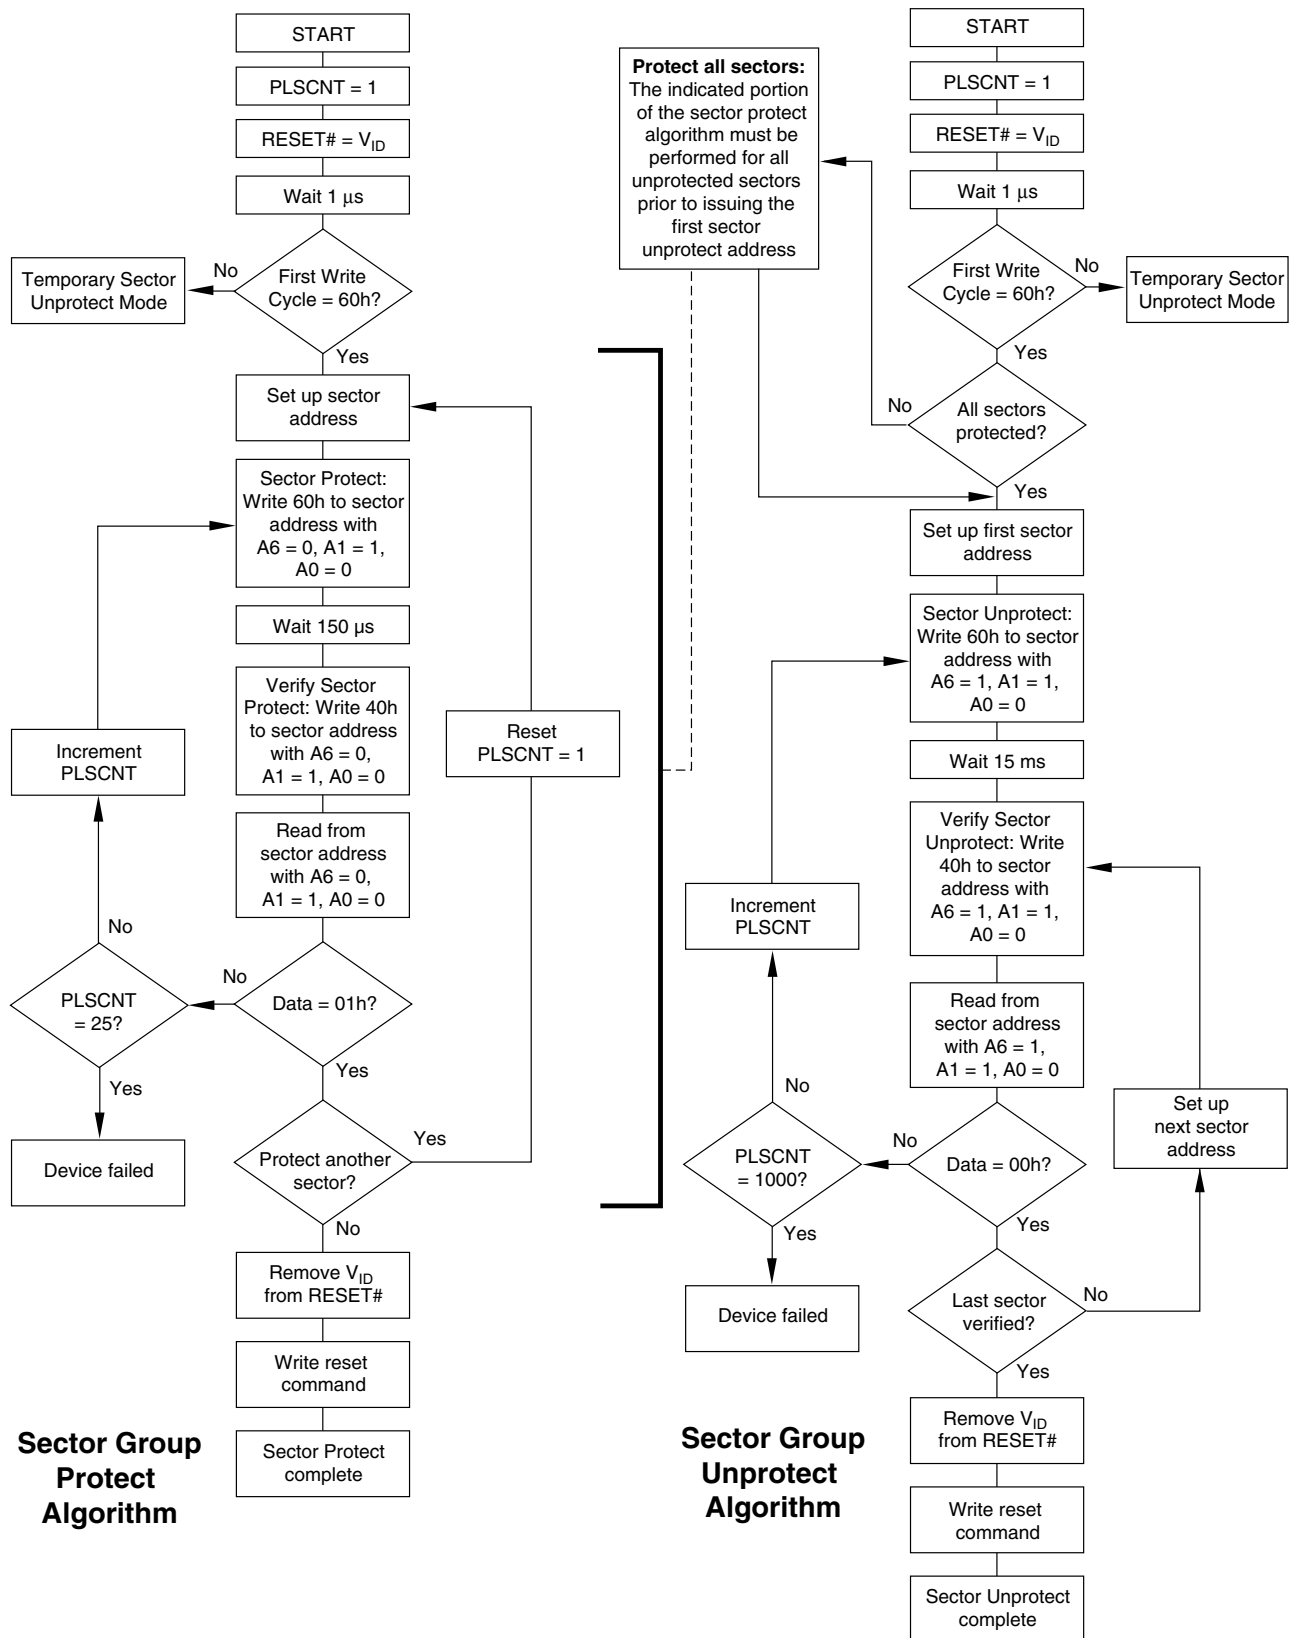 START
PLSCNT = 1
RESET# = VID
Wait 1 μs
First Write
Cycle = 60h?
No
Temporary Sector
Unprotect Mode
Yes
Set up sector
address
Sector Protect:
Write 60h to sector
address with
A6 = 0, A1 = 1,
A0 = 0
Wait 150 µs
Verify Sector
Protect: Write 40h
to sector address
with A6 = 0,
A1 = 1, A0 = 0
Reset
PLSCNT = 1
Increment
PLSCNT
Read from
sector address
with A6 = 0,
A1 = 1, A0 = 0
No
No
Data = 01h?
PLSCNT
= 25?
Yes
Yes
Device failed
Protect another
sector?
Yes
No
Remove VID
from RESET#
Write reset
command
Sector Protect
complete
Sector Group
Protect
Algorithm
Protect all sectors:
The indicated portion
of the sector protect
algorithm must be
performed for all
unprotected sectors
prior to issuing the
first sector
unprotect address
START
PLSCNT = 1
RESET# = VID
Wait 1 μs
First Write
Cycle = 60h?
No
Temporary Sector
Unprotect Mode
Yes
No
All sectors
protected?
Yes
Set up first sector
address
Sector Unprotect:
Write 60h to sector
address with
A6 = 1, A1 = 1,
A0 = 0
Wait 15 ms
Verify Sector
Unprotect: Write
40h to sector
address with
A6 = 1, A1 = 1,
A0 = 0
Increment
PLSCNT
Read from
sector address
with A6 = 1,
A1 = 1, A0 = 0
No
Set up
next sector
address
No
Data = 00h?
PLSCNT
= 1000?
Yes
Yes
Device failed
Last sector
verified?
No
Yes
Remove VID
from RESET#
Write reset
command
Sector Unprotect
complete
Sector Group
Unprotect
Algorithm